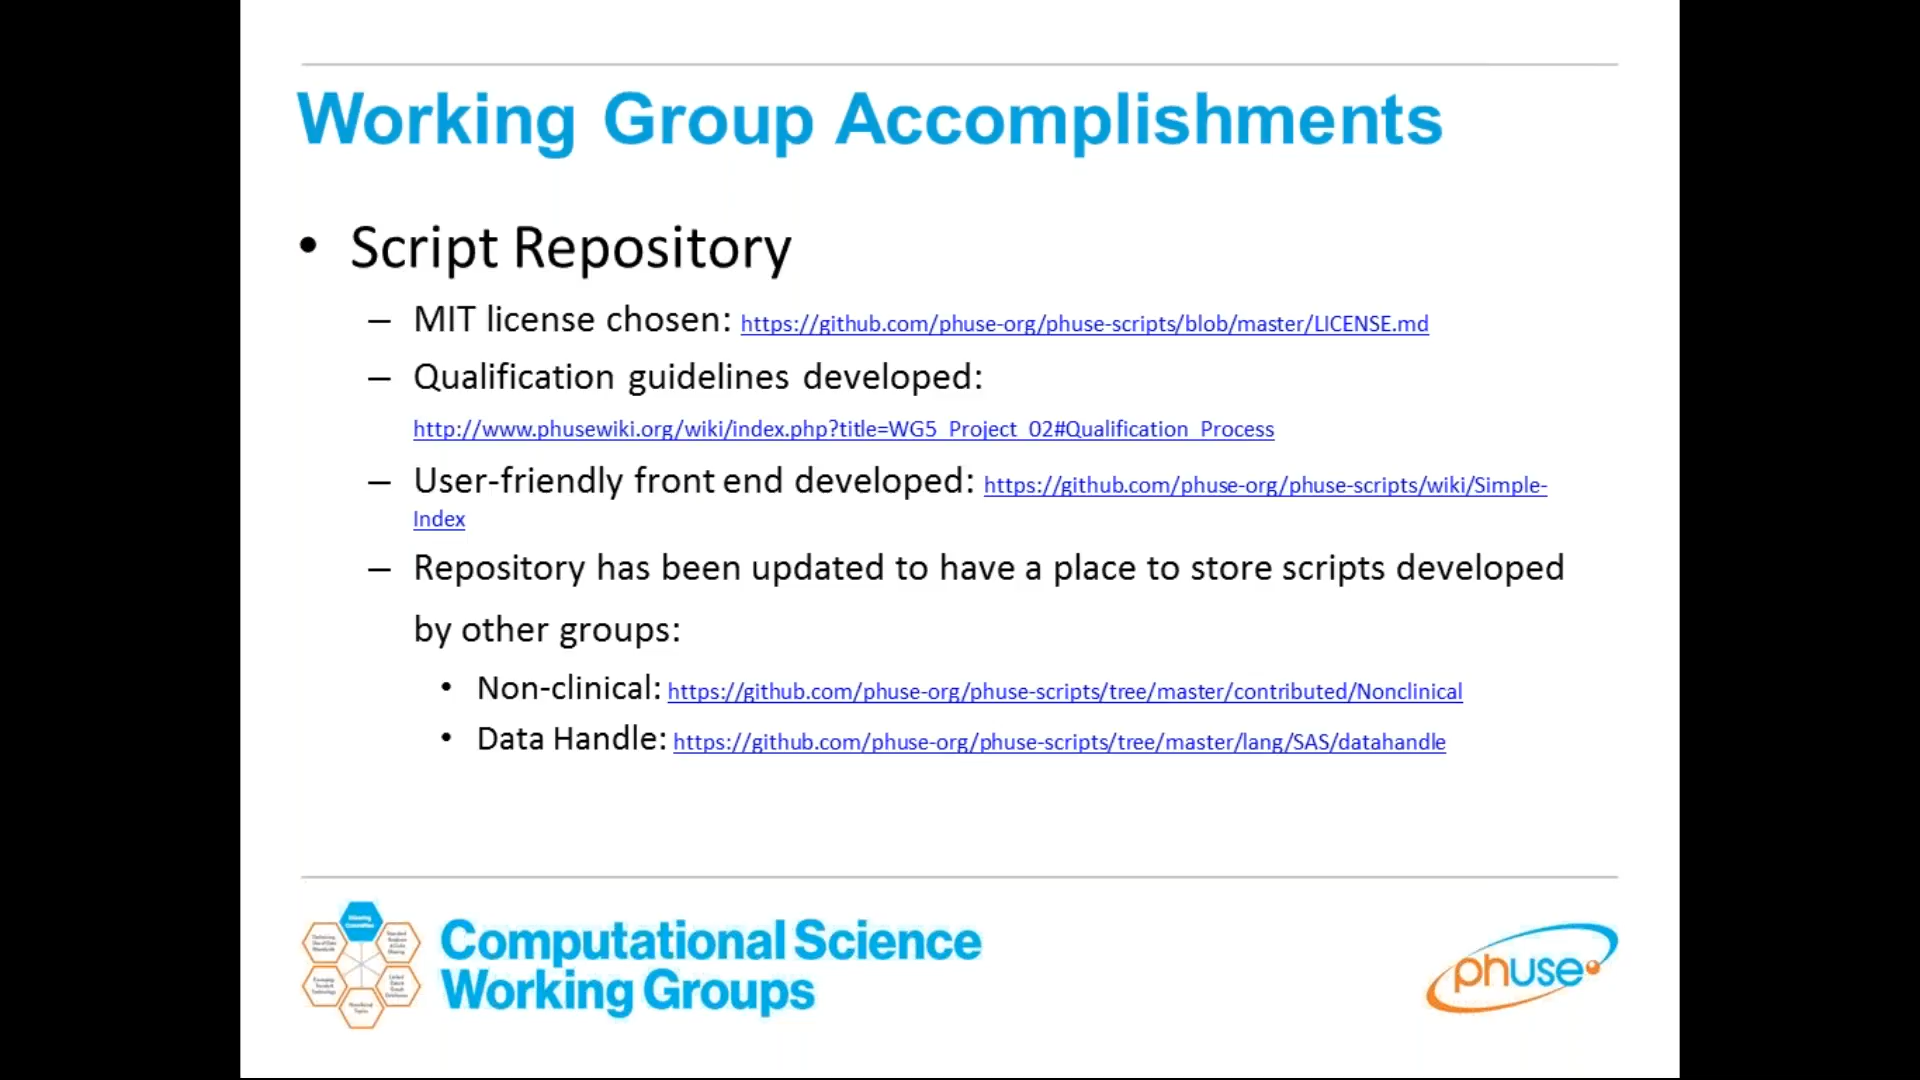 Working Group Accomplishments
• Script Repository
– MIT license chosen: https://github.com/phuse-org/phuse-scripts/blob/master/LICENSE.md
– Qualification guidelines developed:
http://www.phusewiki.org/wiki/index.php?title=WG5_Project_02#Qualification_Process
– User-friendly front end developed: https://github.com/phuse-org/phuse-scripts/wiki/Simple-
Index
– Repository has been updated to have a place to store scripts developed
by other groups:
• Non-clinical: https://github.com/phuse-org/phuse-scripts/tree/master/contributed/Nonclinical
• Data Handle: https://github.com/phuse-org/phuse-scripts/tree/master/lang/SAS/datahandle
Computational Science
Working Groups
phuse